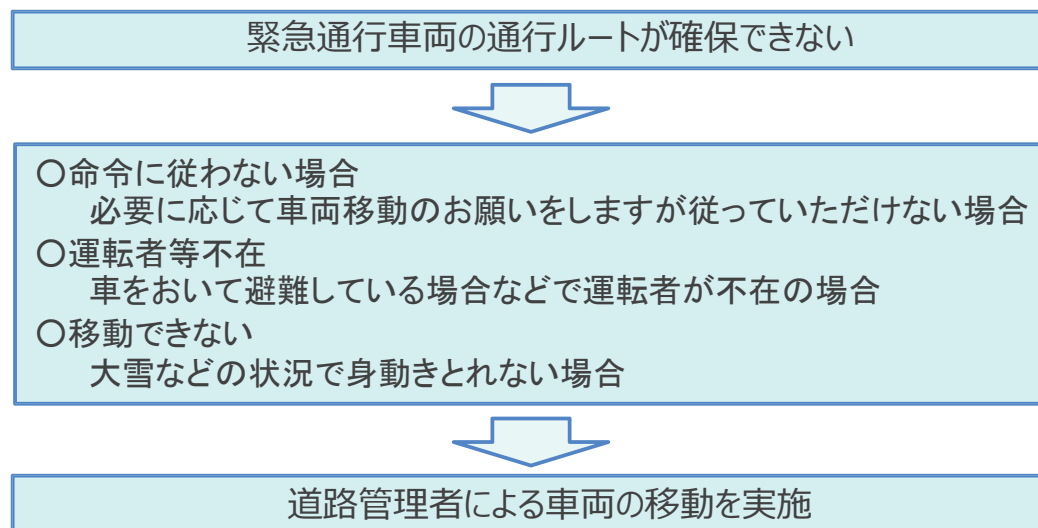 緊急通行車両の通行ルートが確保できない
○命令に従わない場合
必要に応じて車両移動のお願いをしますが従っていただけない場合
○運転者等不在
車をおいて避難している場合などで運転者が不在の場合
○移動できない
大雪などの状況で身動きとれない場合
道路管理者による車両の移動を実施